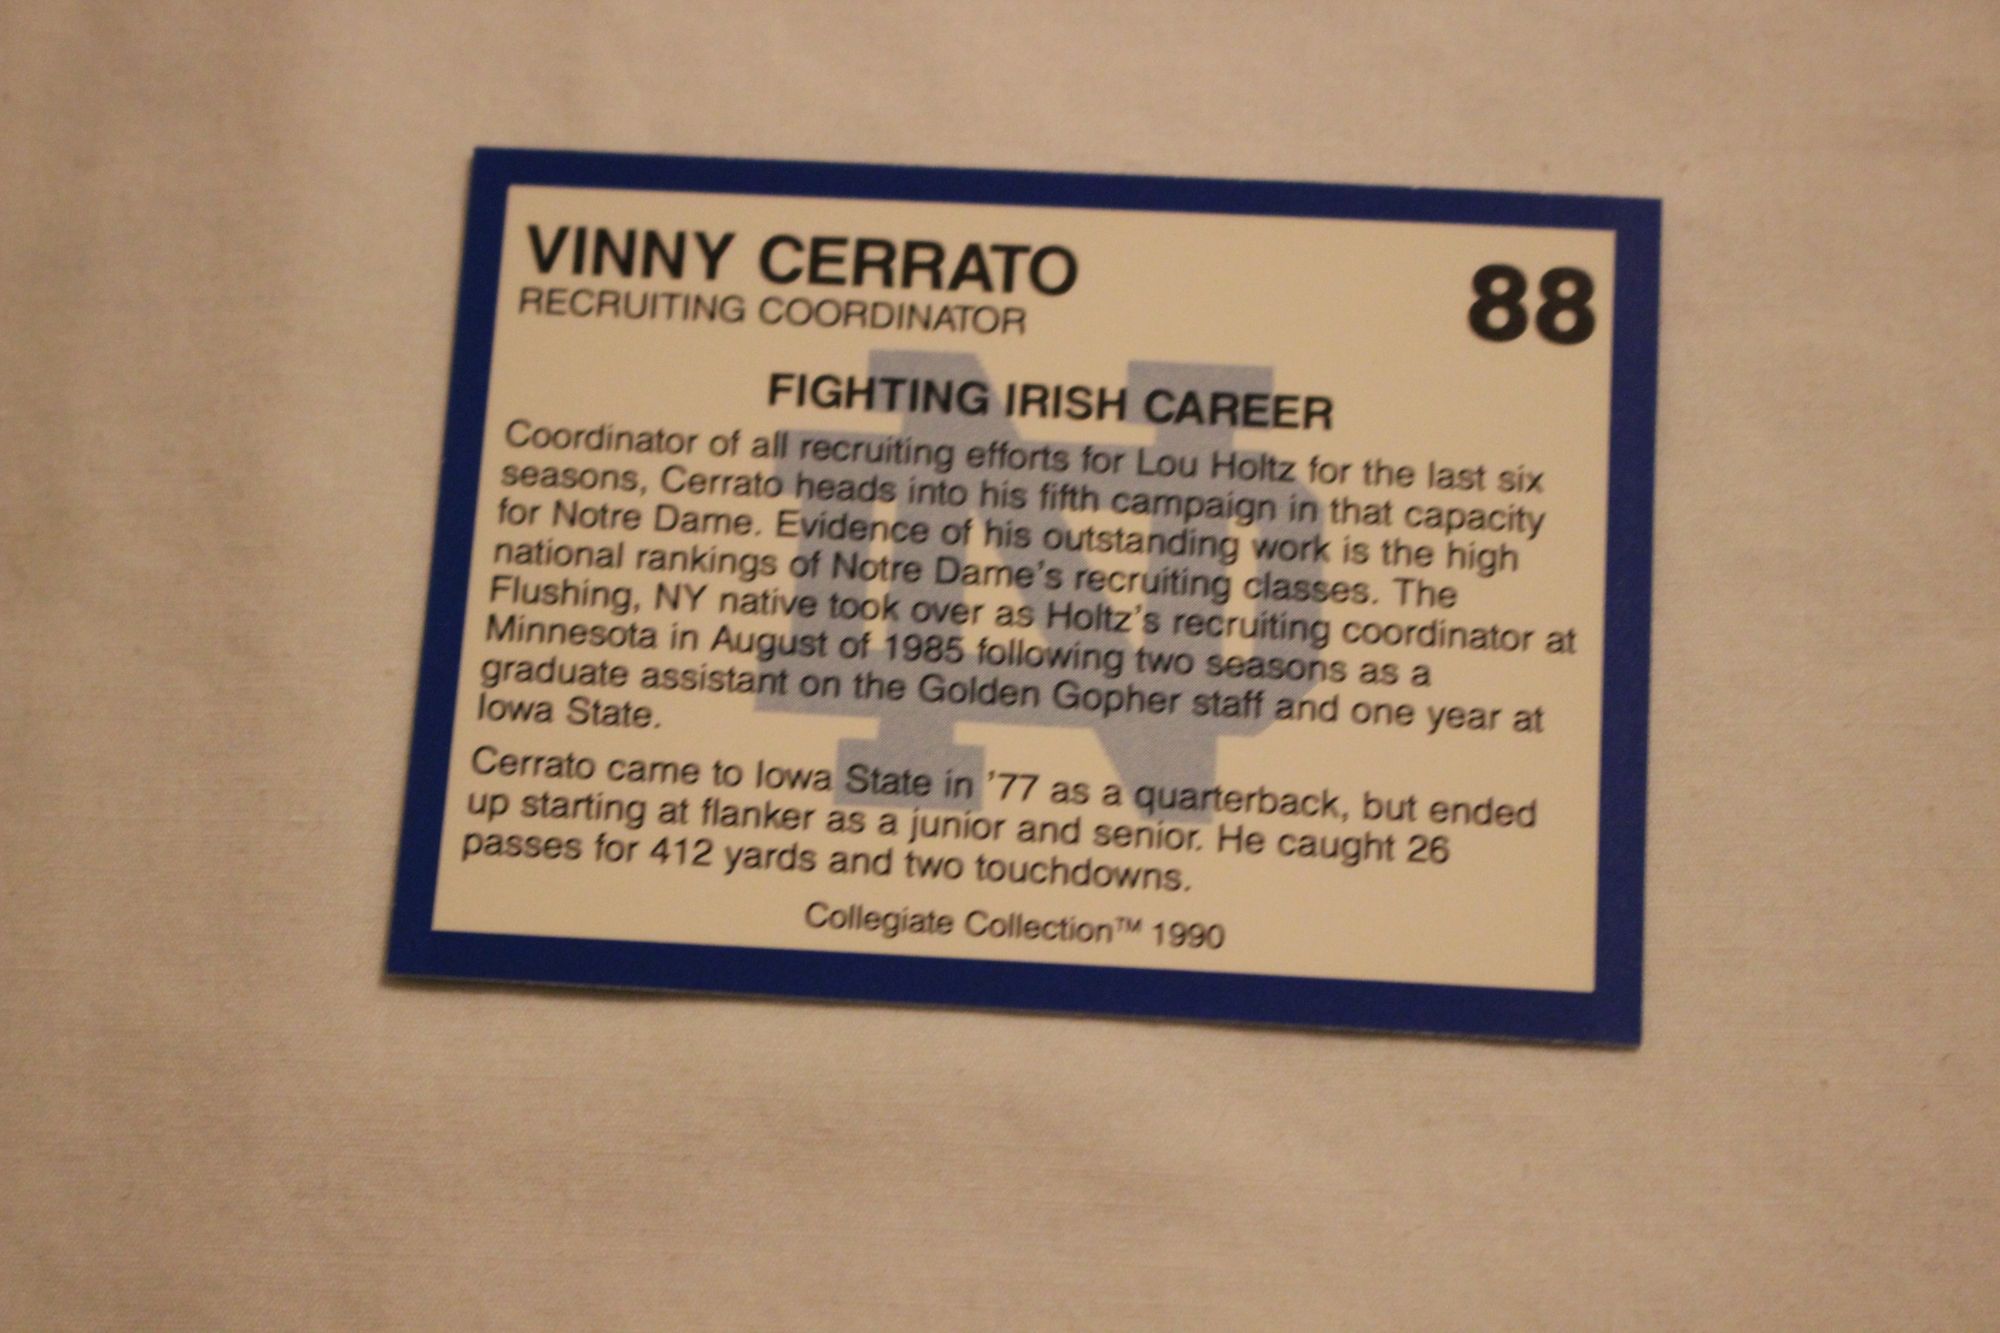 VINNY CERRATO
88
RECRUITING COORDINATOR
FIGHTING IRISH CAREER
Coordinator of all recruiting efforts for Lou Holtz for the last six
seasons, Cerrato heads into his fifth campaign in that capacity
for Notre Dame. Evidence of his outstanding work is the high
national rankings of Notre Dame's recruiting classes. The
Flushing, NY native took over as Holtz's recruiting coordinator at
Minnesota in August of 1985 following two seasons as a
graduate assistant on the Golden Gopher staff and one year at
Iowa State.
Cerrato came to Iowa State in '77 as a quarterback, but ended
up starting at flanker as a junior and senior. He caught 26
passes for 412 yards and two touchdowns.
Collegiate Collection™ 1990